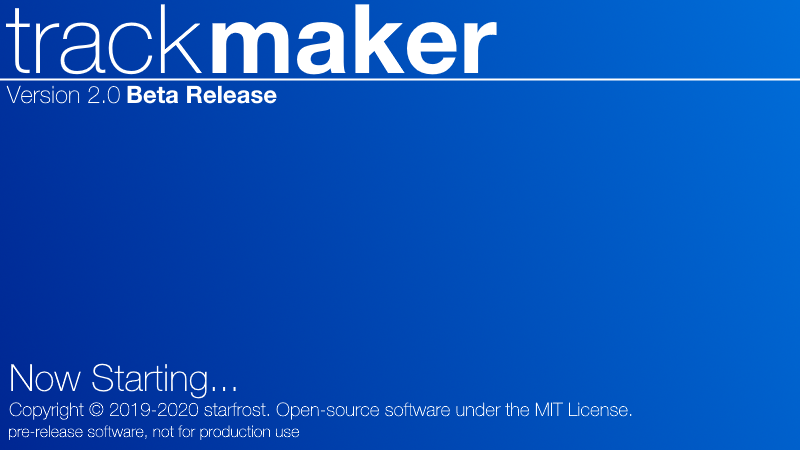 trackmaker
Version 2.0 Beta Release
Now Starting...
Copyright © 2019-2020 starfrost. Open-source software under the MIT License.
pre-release software, not for production use